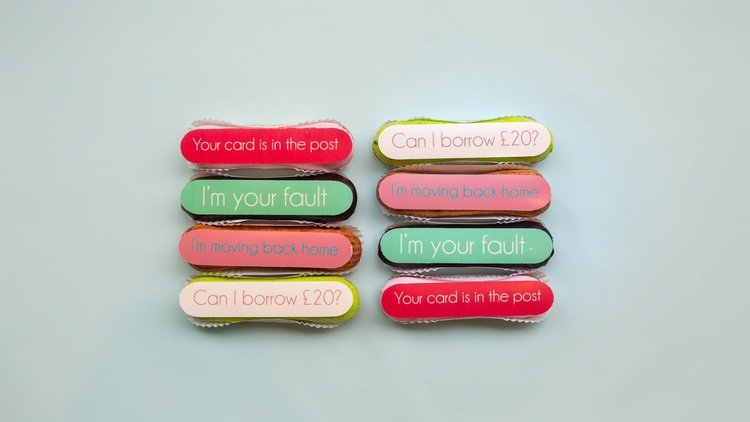 Your card is in the post
I'm your fault
I'm moving back home
Can I borrow £20?
Can I borrow £20?
I'm moving back home
I'm your fault
Your card is in the post